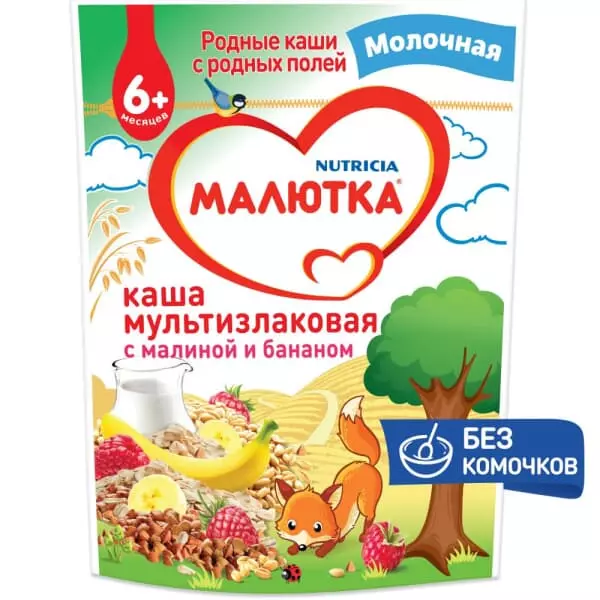 Родные каши
с родных полей
Молочная
6+
месяцев
NUTRICIA
МАЛЮТКА®
каша
мультизлаковая
с малиной и бананом
БЕЗ
КОМОЧКОВ